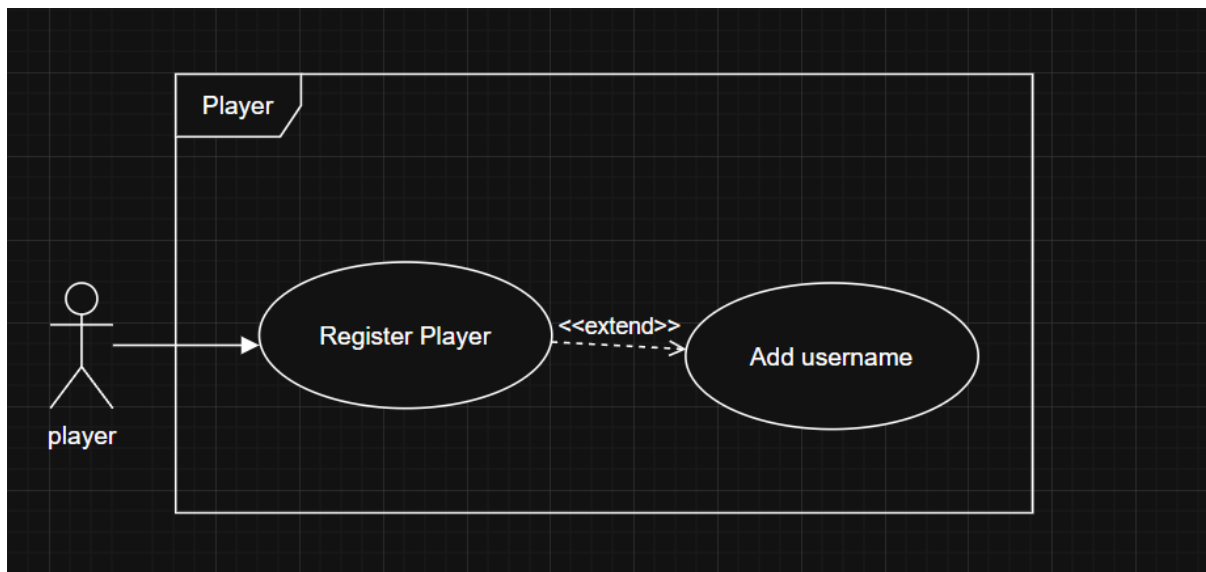 Player
Register Player
<<extend>>
Add username
player